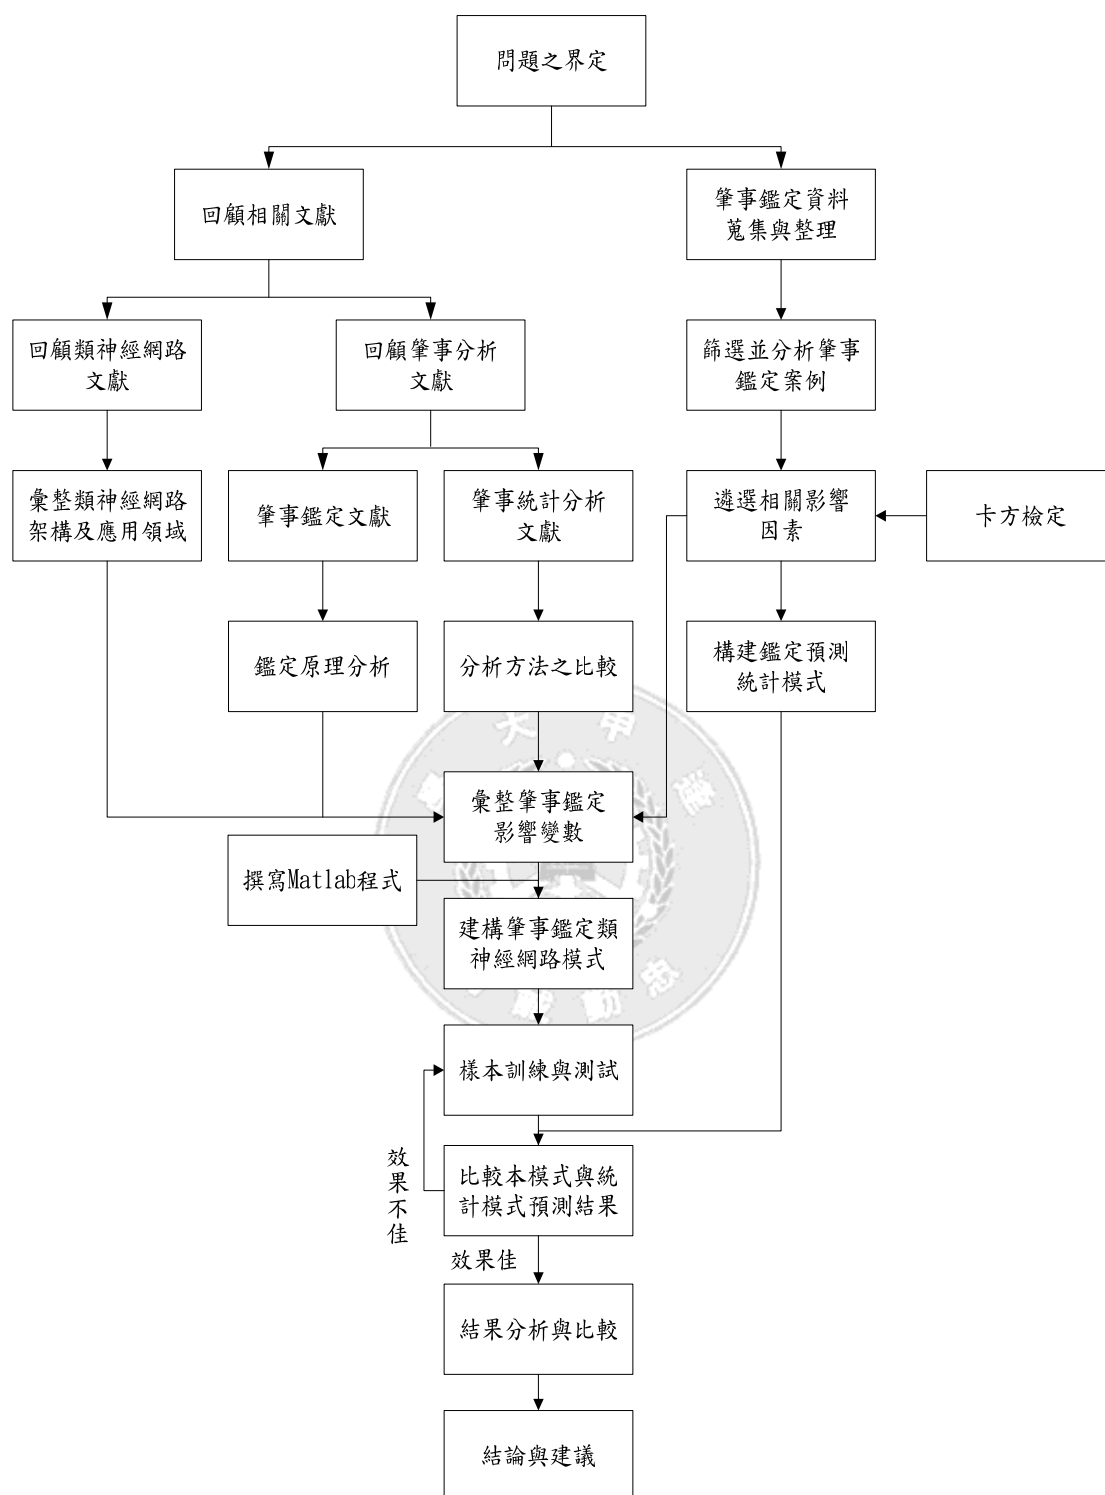 問題之界定
回顧相關文獻
肇事鑑定資料
蒐集與整理
回顧類神經網路
文獻
回顧肇事分析
文獻
篩選並分析肇事
鑑定案例
彙整類神經網路
架構及應用領域
肇事鑑定文獻
肇事統計分析
文獻
遴選相關影響
因素
卡方檢定
鑑定原理分析
分析方法之比較
構建鑑定預測
統計模式
彙整肇事鑑定
影響變數
撰寫Matlab程式
建構肇事鑑定類
神經網路模式
樣本訓練與測試
效果不佳
比較本模式與統
計模式預測結果
效果佳
結果分析與比較
結論與建議